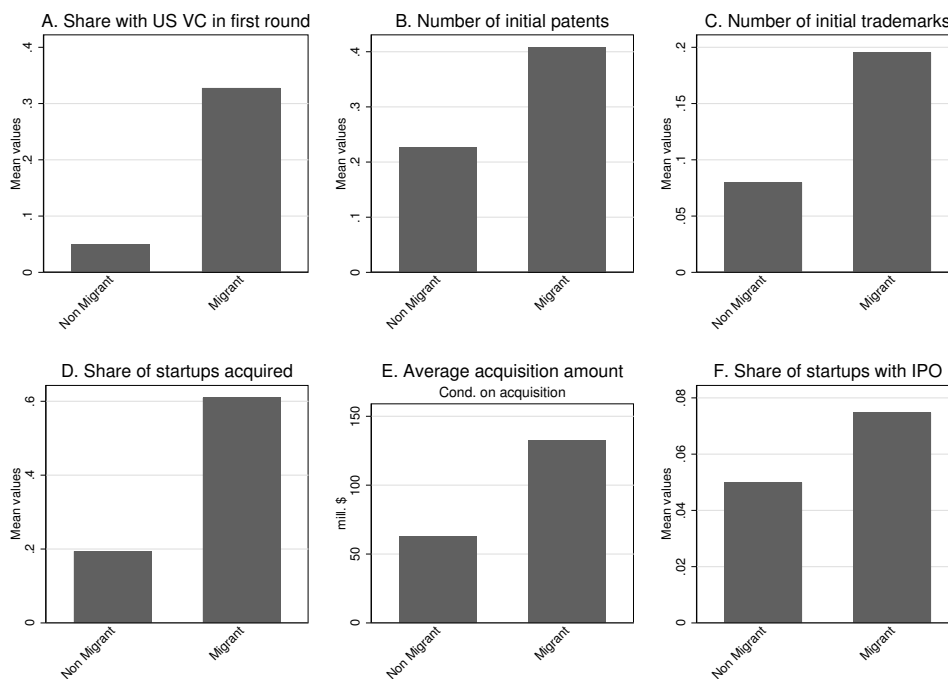 A. Share with US VC in first round
Mean values
0
.1
.2
.3
.4
Non Migrant
Migrant
B. Number of initial patents
Mean values
0
.1
.2
.3
.4
Non Migrant
Migrant
C. Number of initial trademarks
Mean values
0
.05
.1
.15
.2
Non Migrant
Migrant
D. Share of startups acquired
Mean values
0
.2
.4
.6
Non Migrant
Migrant
E. Average acquisition amount
Cond. on acquisition
mill. $
0
50
100
150
Non Migrant
Migrant
F. Share of startups with IPO
Mean values
0
.02
.04
.06
.08
Non Migrant
Migrant